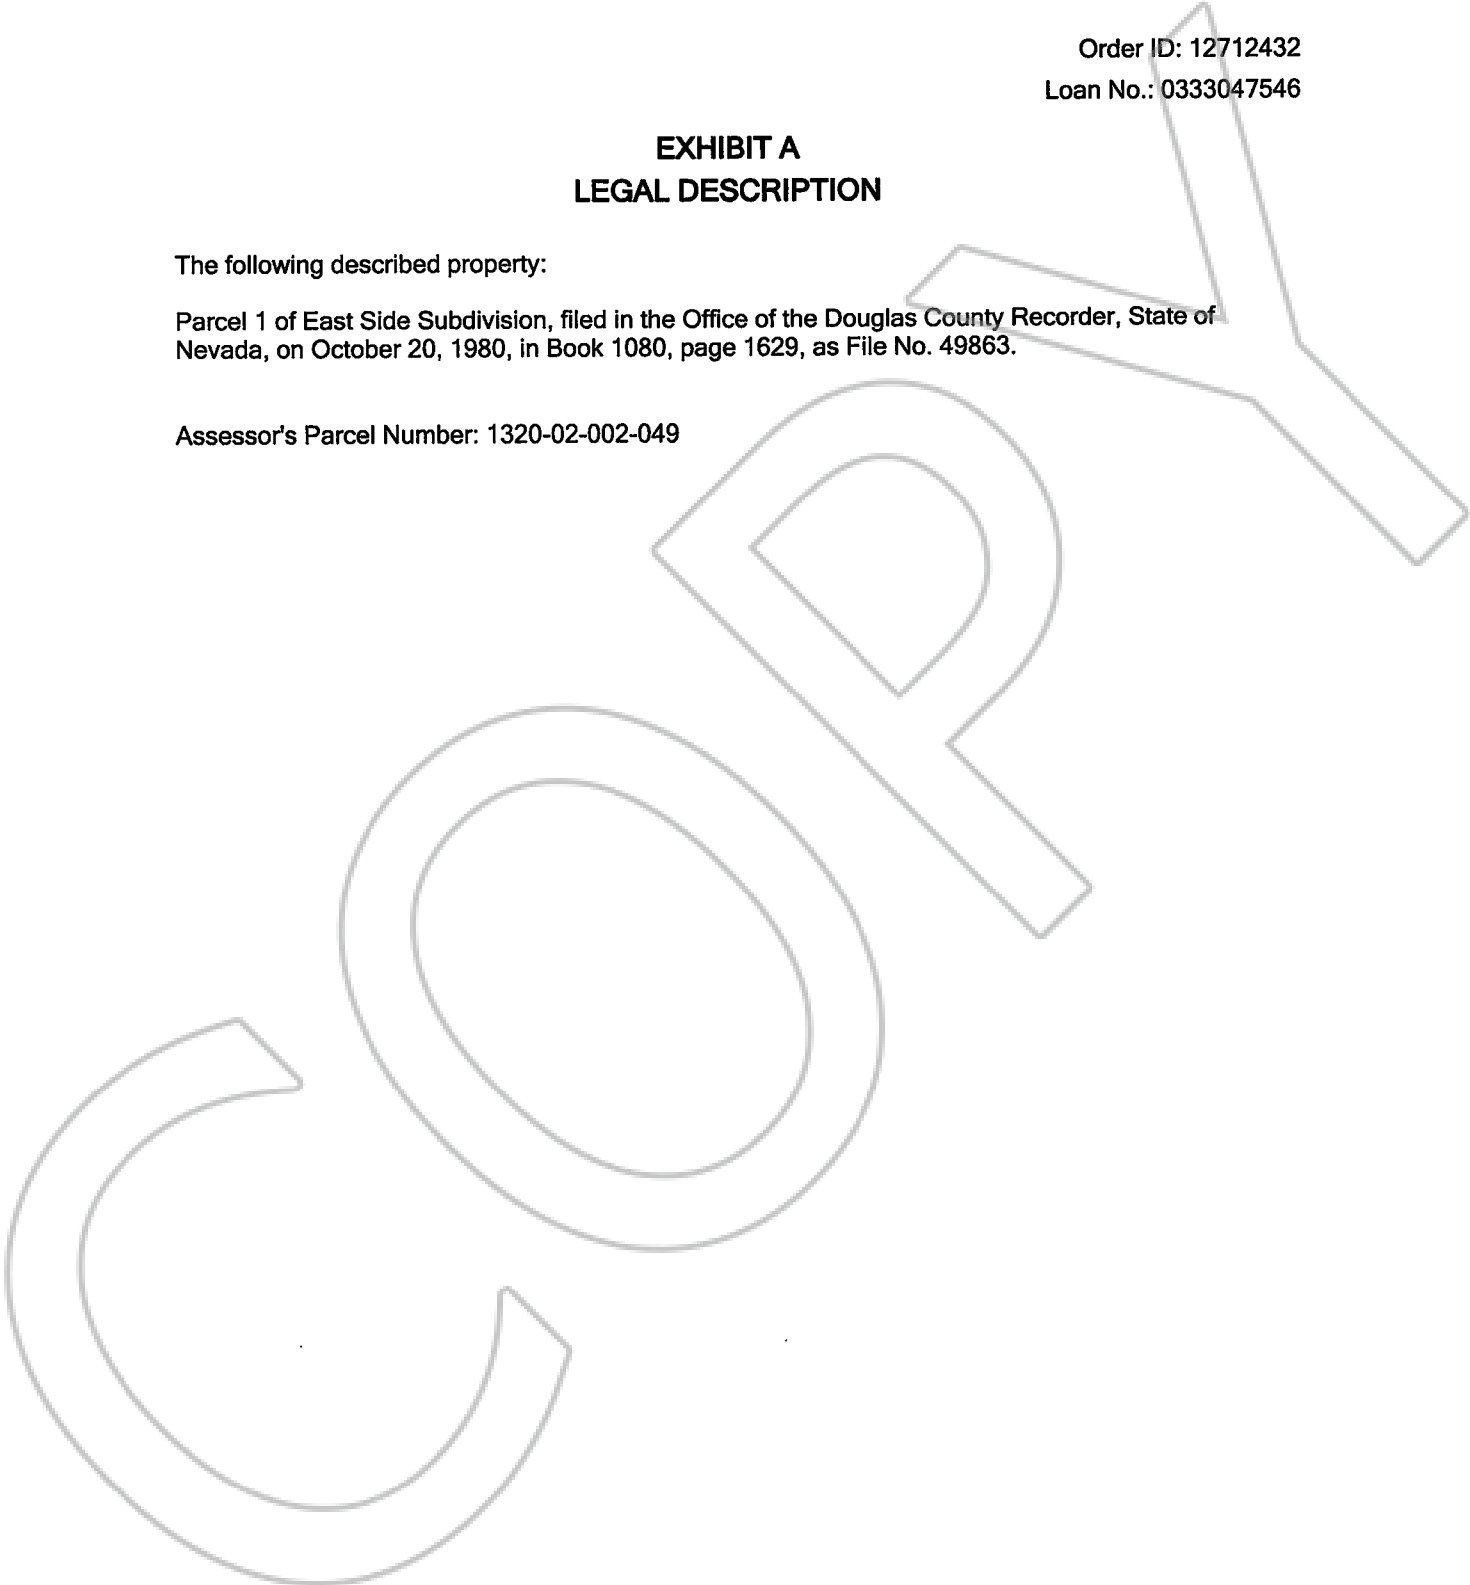 Order ID: 12712432
Loan No.: 0333047546
EXHIBIT A
LEGAL DESCRIPTION
The following described property:
Parcel 1 of East Side Subdivision, filed in the Office of the Douglas County Recorder, State of
Nevada, on October 20, 1980, in Book 1080, page 1629, as File No. 49863.
Assessor's Parcel Number: 1320-02-002-049
COPY